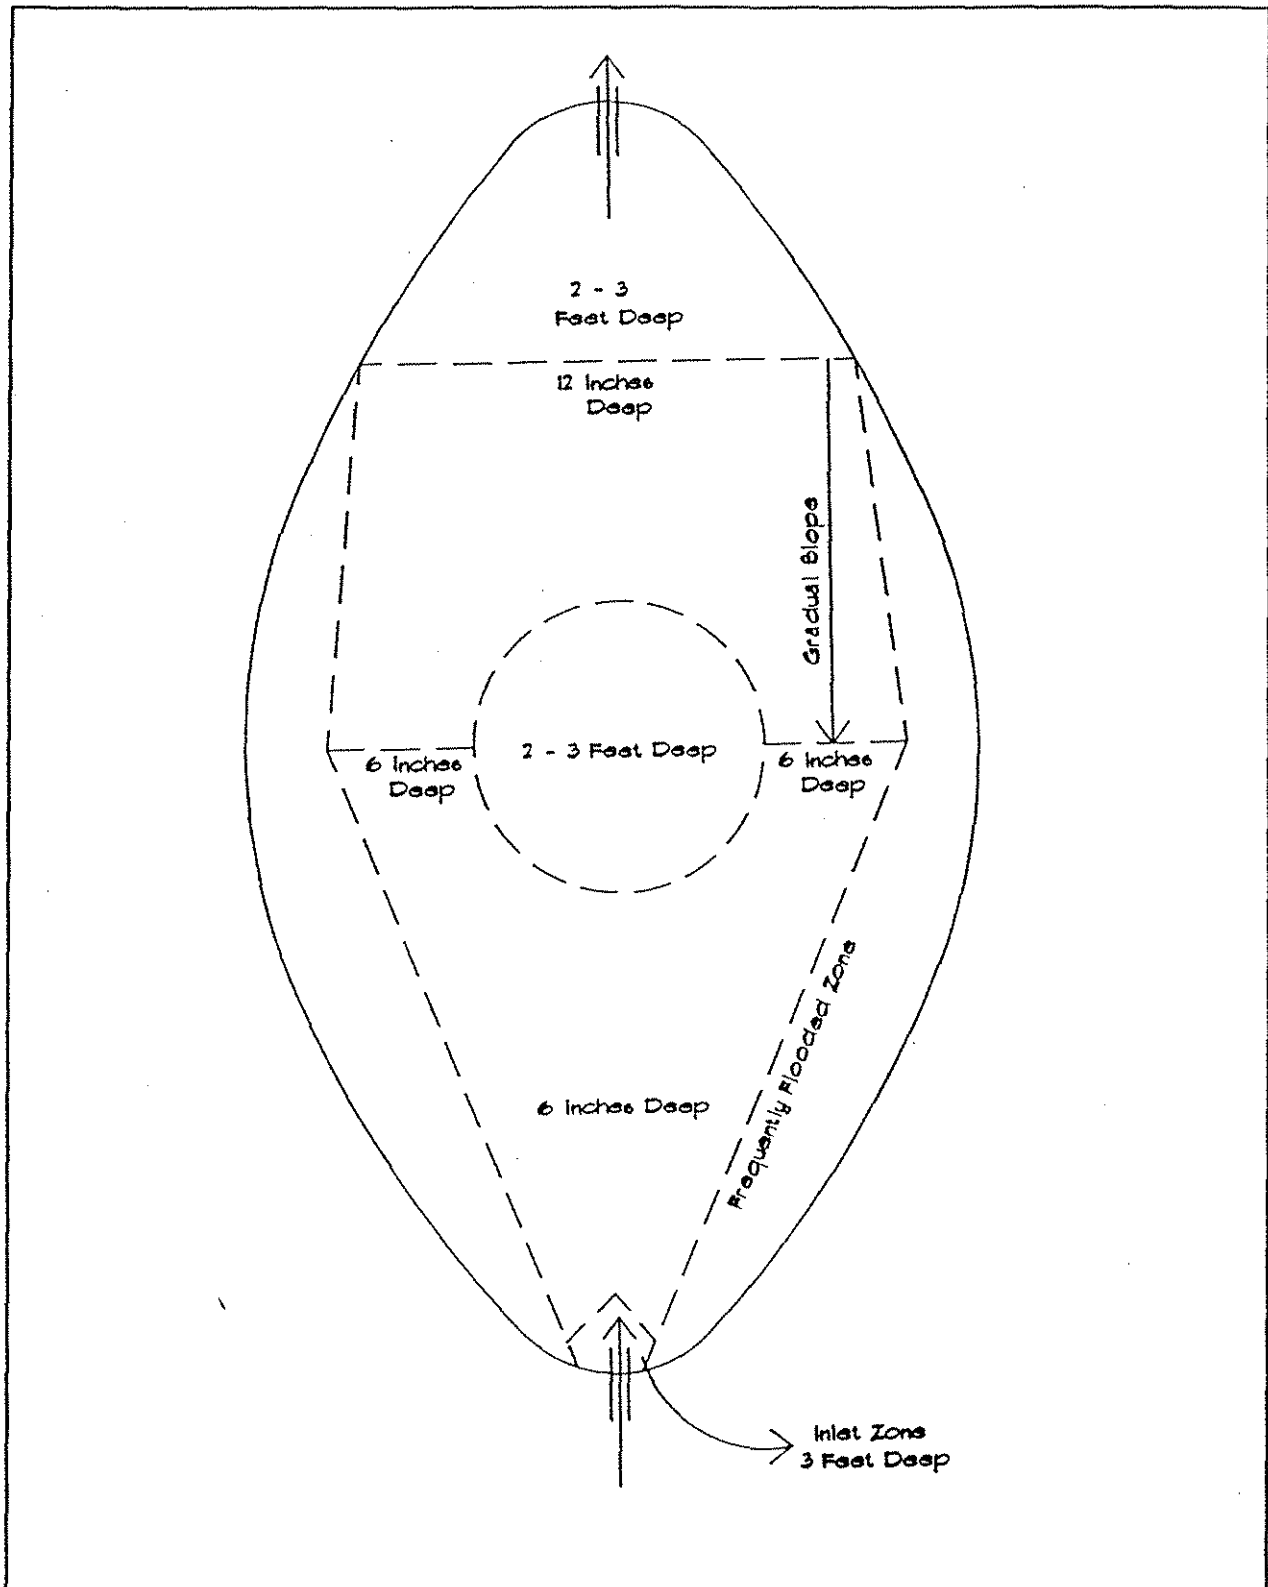 2 - 3
Feet Deep
12 Inches
Deep
Gradual Slope
6 Inches
Deep
2 - 3 Feet Deep
6 Inches
Deep
Frequently Flooded Zone
6 Inches Deep
Inlet Zone
3 Feet Deep